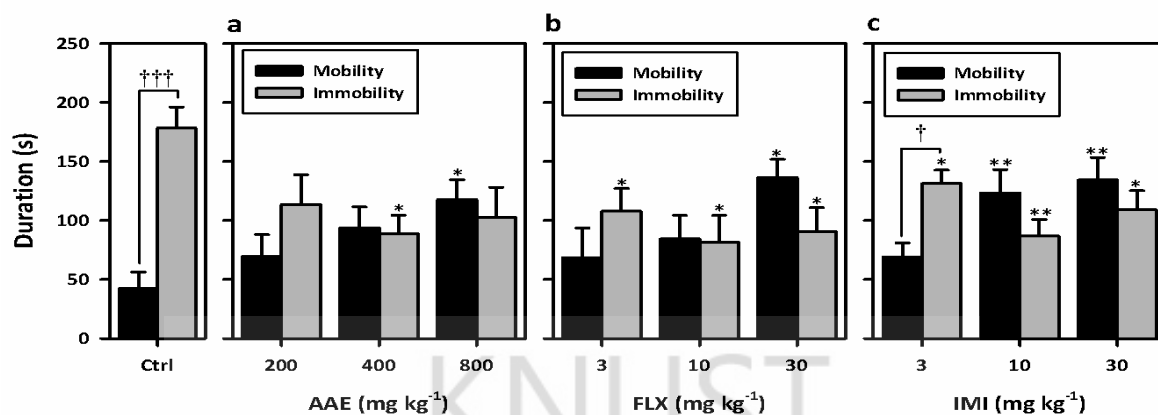 a b c
250
200
150
100
50
0
Duration (s)
†††
Mobility
Immobility
*
*
Mobility
Immobility
*
*
*
*
Mobility
Immobility
†
*
**
**
**
*
Ctrl 200 400 800 3 10 30 3 10 30
AAE (mg kg⁻¹) FLX (mg kg⁻¹) IMI (mg kg⁻¹)
KNUST